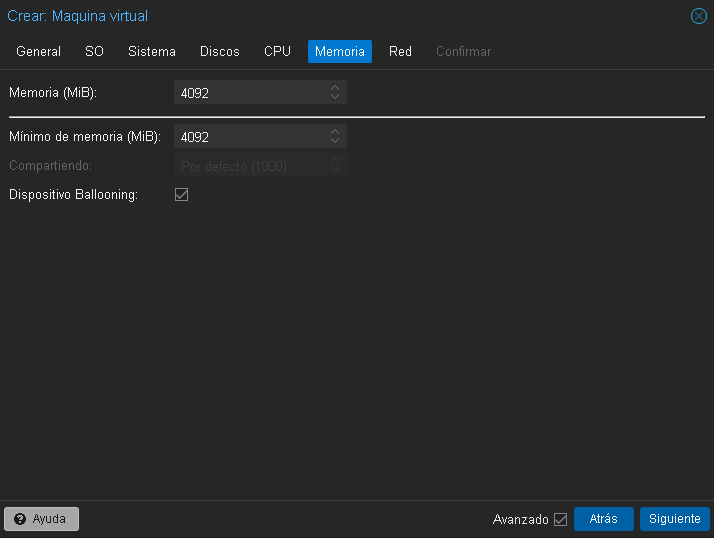 Crear: Maquina virtual
General SO Sistema Discos CPU Memoria Red Confirmar
Memoria (MiB): 4092
Mínimo de memoria (MiB): 4092
Compartiendo: Por defecto (1000)
Dispositivo Ballooning:
Ayuda Avanzado Atrás Siguiente